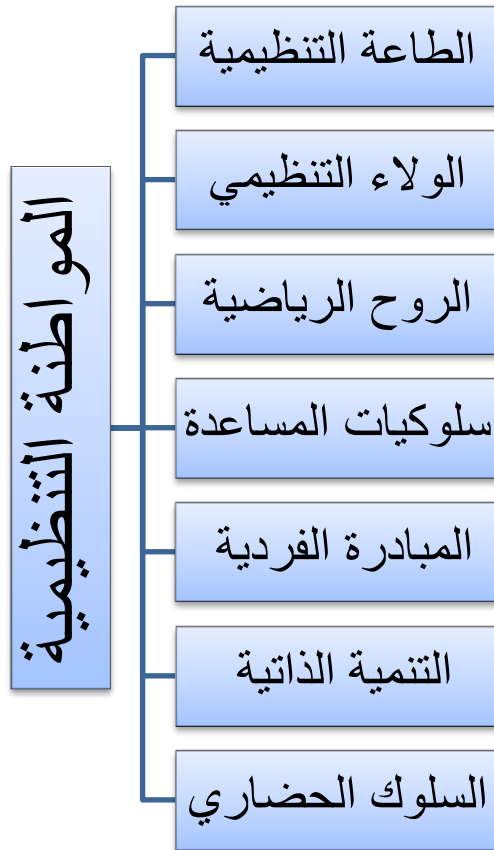 المواطنة التنظيمية
الطاعة التنظيمية
الولاء التنظيمي
الروح الرياضية
سلوكيات المساعدة
المبادرة الفردية
التنمية الذاتية
السلوك الحضاري